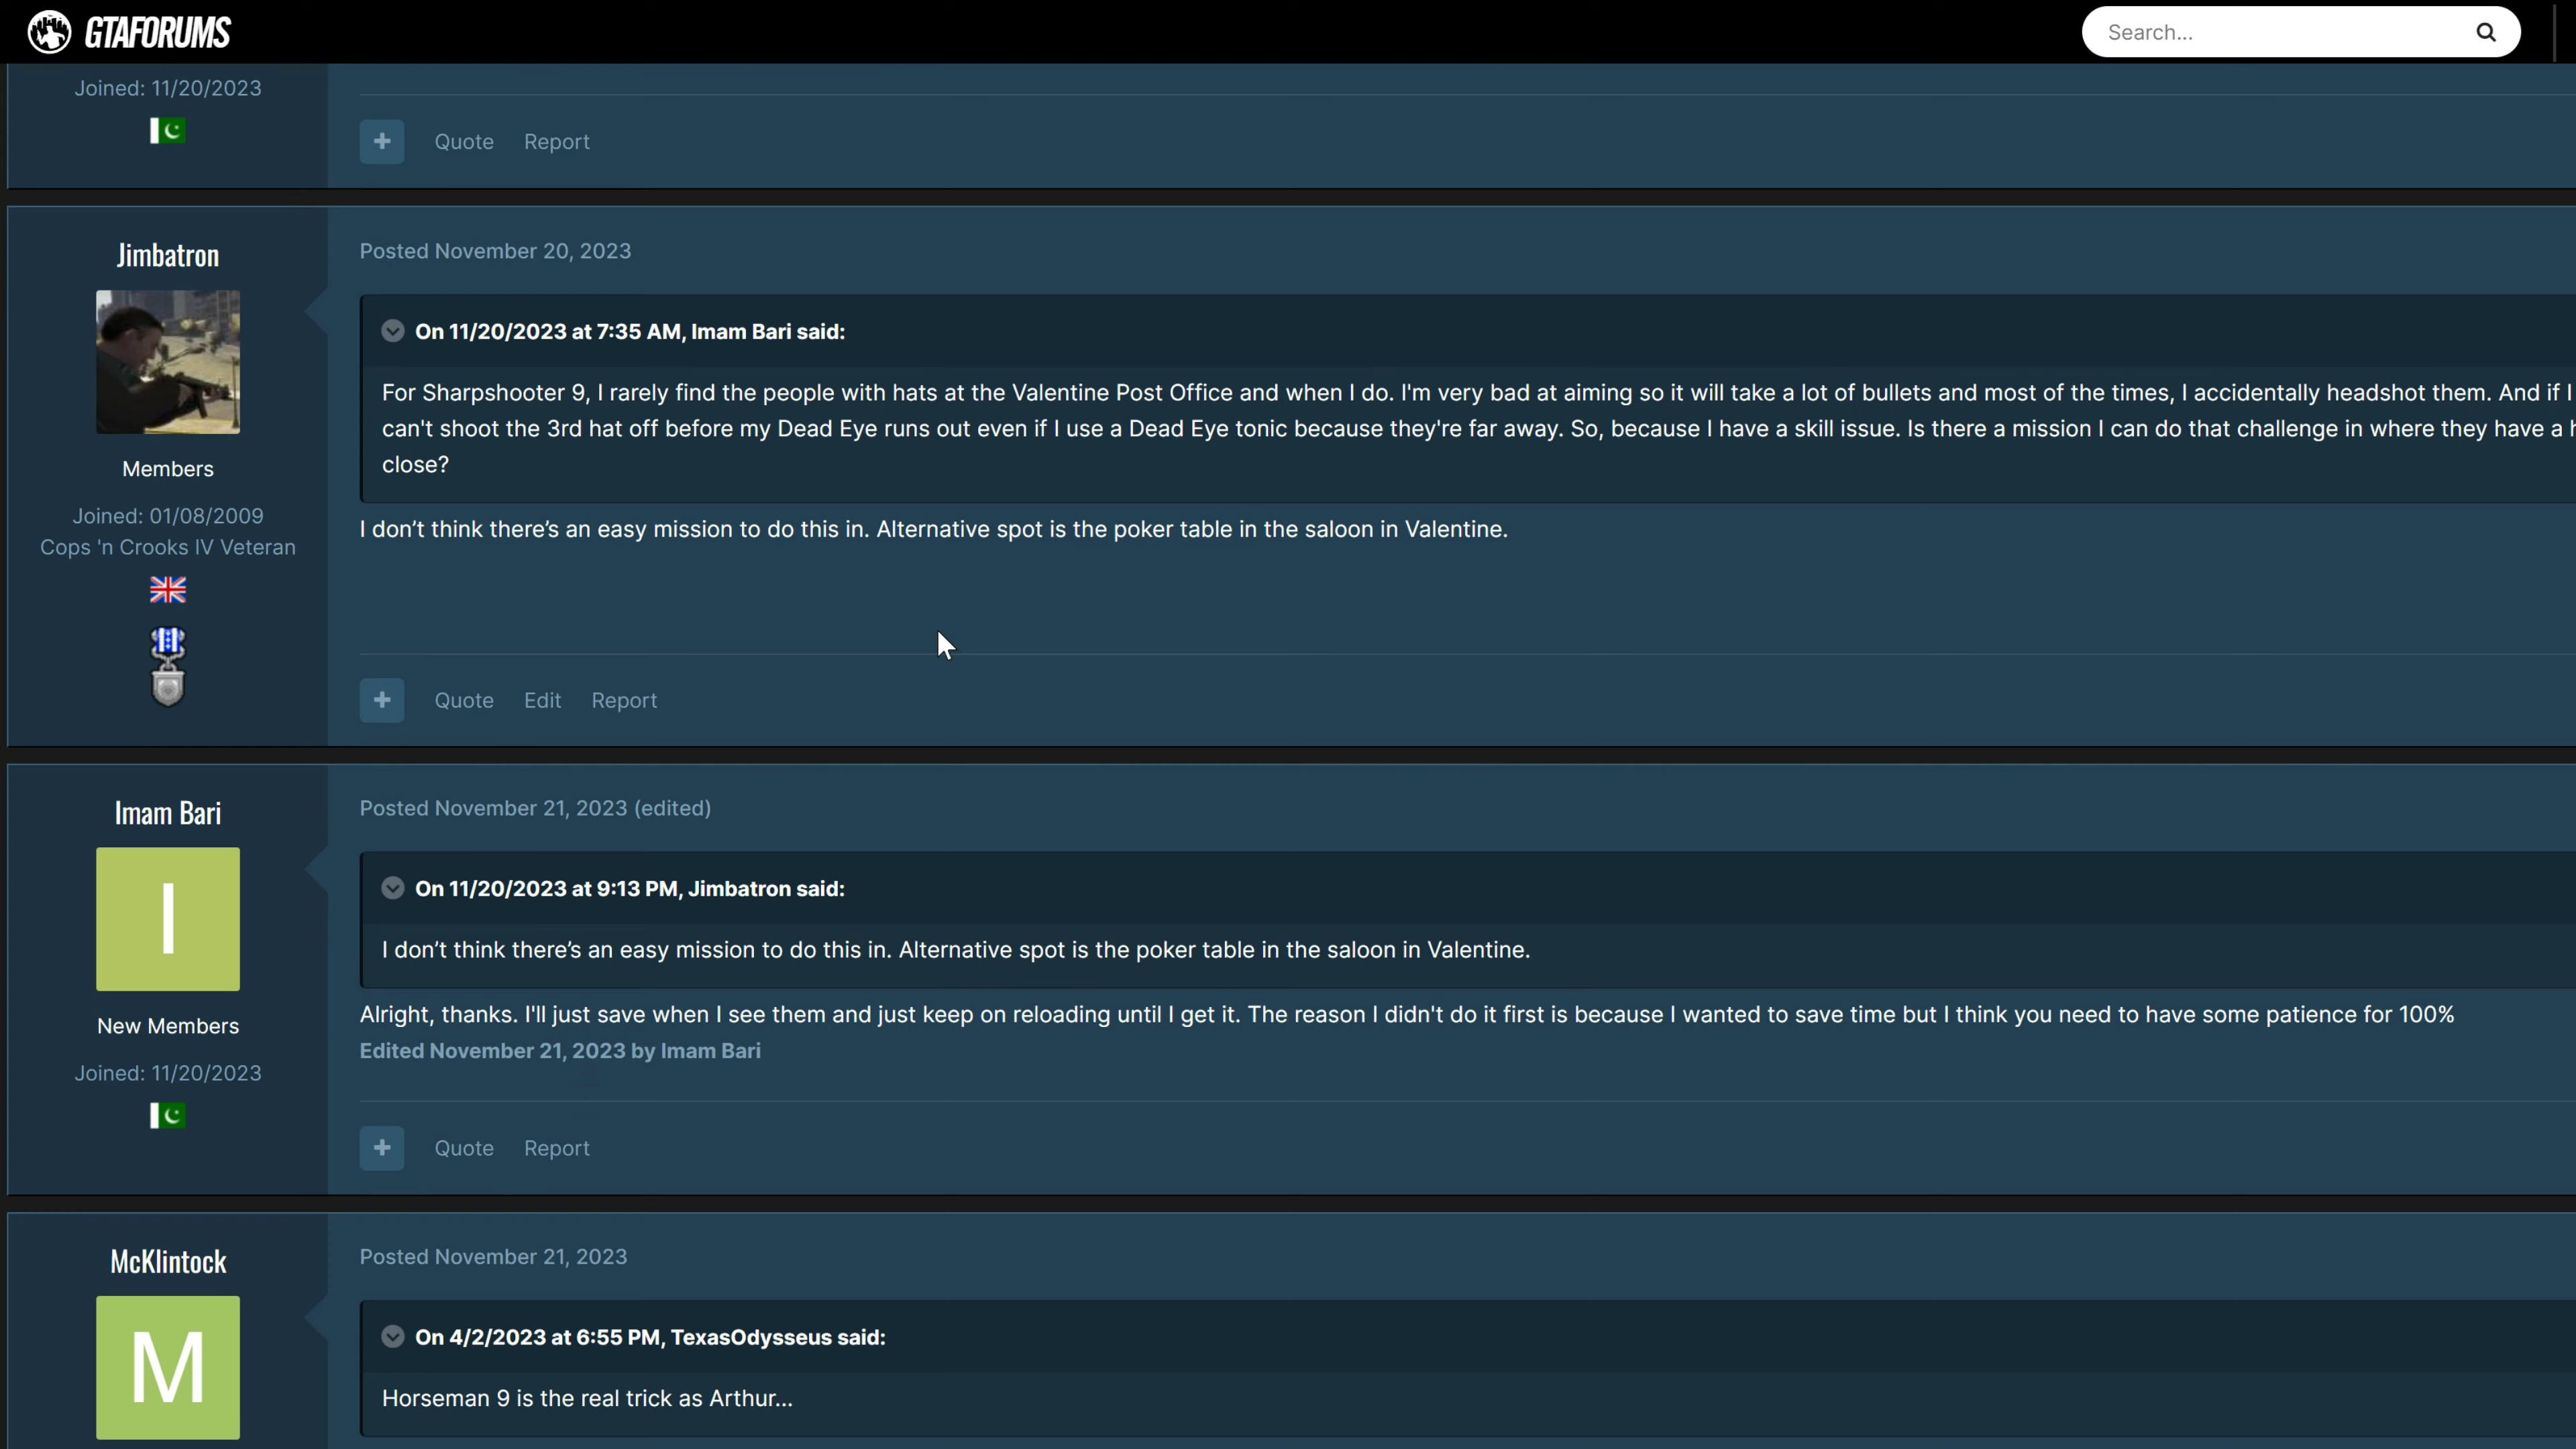 GTAFORUMS
Search...
Joined: 11/20/2023
Quote Report
Jimbatron
Members
Joined: 01/08/2009
Cops 'n Crooks IV Veteran
Posted November 20, 2023
On 11/20/2023 at 7:35 AM, Imam Bari said:
For Sharpshooter 9, I rarely find the people with hats at the Valentine Post Office and when I do. I'm very bad at aiming so it will take a lot of bullets and most of the times, I accidentally headshot them. And if I
can't shoot the 3rd hat off before my Dead Eye runs out even if I use a Dead Eye tonic because they're far away. So, because I have a skill issue. Is there a mission I can do that challenge in where they have a
close?
I don’t think there’s an easy mission to do this in. Alternative spot is the poker table in the saloon in Valentine.
Quote Edit Report
Imam Bari
I
New Members
Joined: 11/20/2023
Posted November 21, 2023 (edited)
On 11/20/2023 at 9:13 PM, Jimbatron said:
I don’t think there’s an easy mission to do this in. Alternative spot is the poker table in the saloon in Valentine.
Alright, thanks. I'll just save when I see them and just keep on reloading until I get it. The reason I didn't do it first is because I wanted to save time but I think you need to have some patience for 100%
Edited November 21, 2023 by Imam Bari
Quote Report
McKlintock
M
Posted November 21, 2023
On 4/2/2023 at 6:55 PM, TexasOdysseus said:
Horseman 9 is the real trick as Arthur...